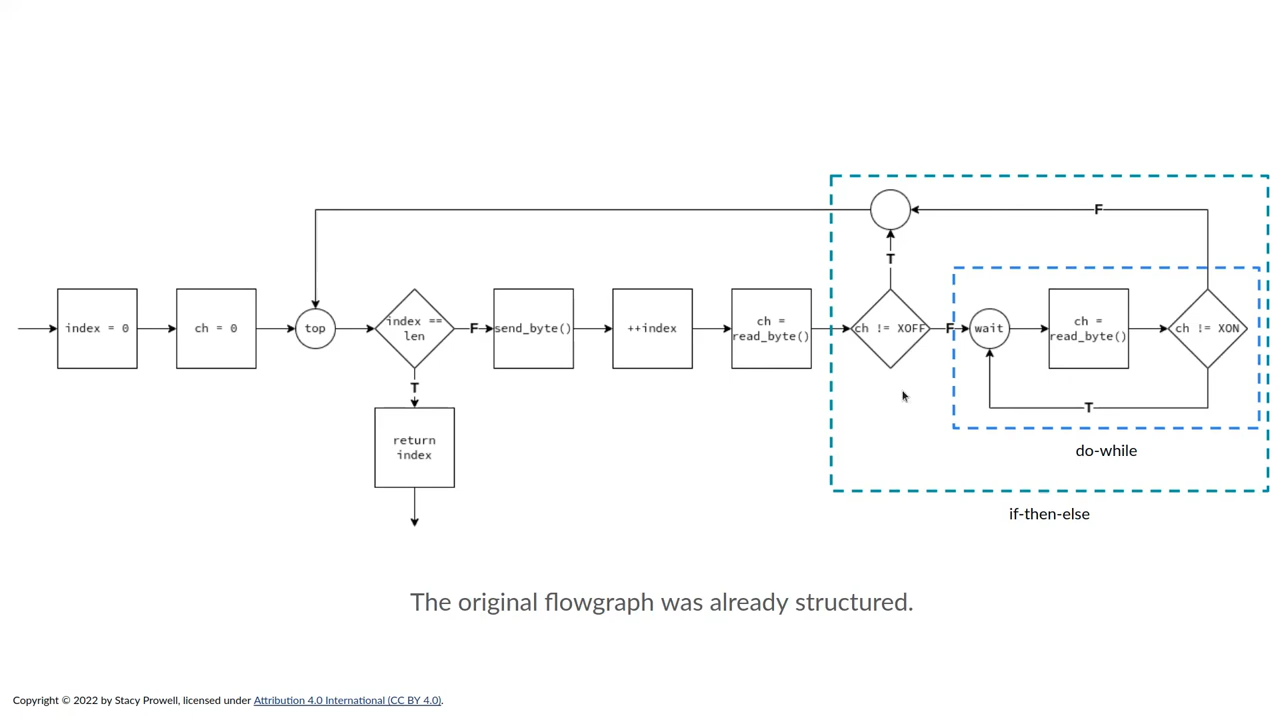 F
T
index = 0
ch = 0
top
index ==
len
F
send_byte()
++index
ch =
read_byte()
ch != XOFF
F
wait
ch =
read_byte()
ch != XON
T
T
return
index
do-while
if-then-else
The original flowgraph was already structured.
Copyright © 2022 by Stacy Prowell, licensed under Attribution 4.0 International (CC BY 4.0).